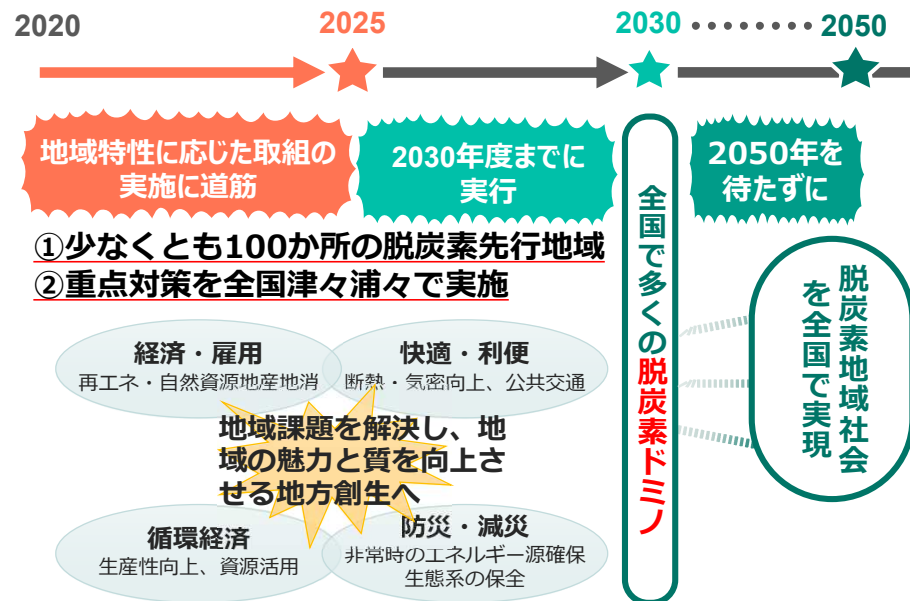 2020
2025
2030
2050
地域特性に応じた取組の
実施に道筋
2030年度までに
実行
2050年を
待たずに
①少なくとも100か所の脱炭素先行地域
②重点対策を全国津々浦々で実施
経済・雇用
再エネ・自然資源地産地消
快適・利便
断熱・気密向上、公共交通
地域課題を解決し、地
域の魅力と質を向上さ
せる地方創生へ
循環経済
生産性向上、資源活用
防災・減災
非常時のエネルギー源確保
生態系の保全
全国で多くの脱炭素ドミノ
脱炭素地域社会
を全国で実現